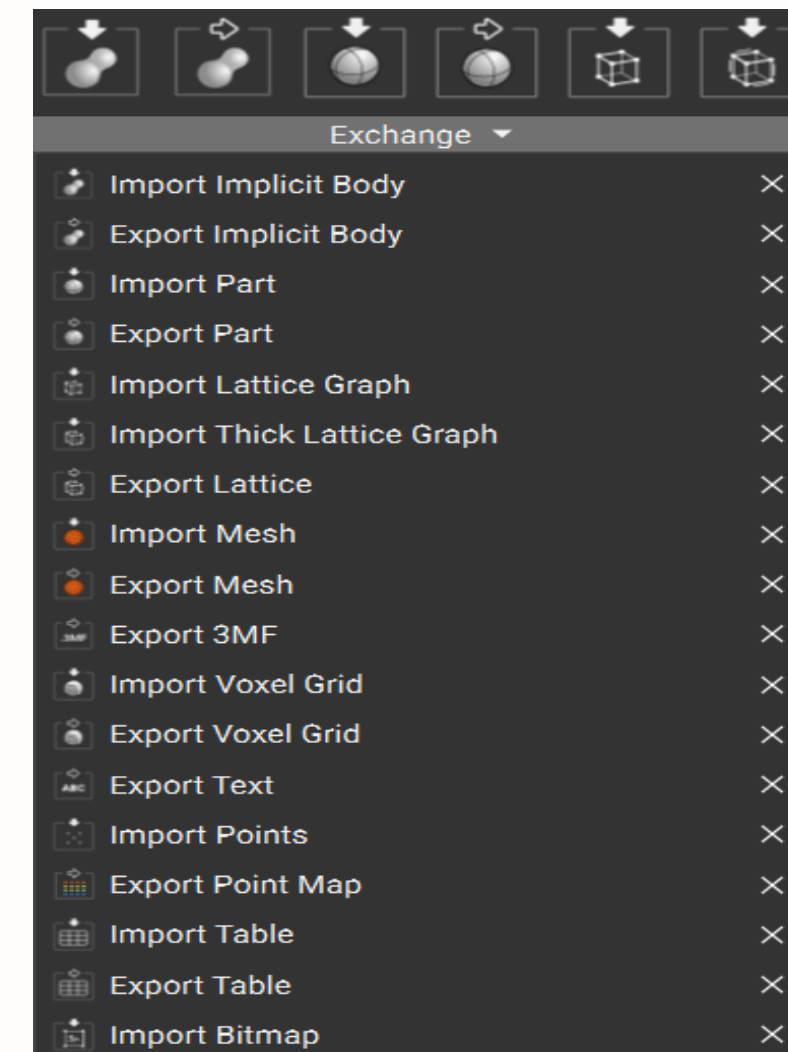 Exchange
Import Implicit Body
Export Implicit Body
Import Part
Export Part
Import Lattice Graph
Import Thick Lattice Graph
Export Lattice
Import Mesh
Export Mesh
.3MF Export 3MF
Import Voxel Grid
Export Voxel Grid
ABC Export Text
Import Points
Export Point Map
Import Table
Export Table
Import Bitmap